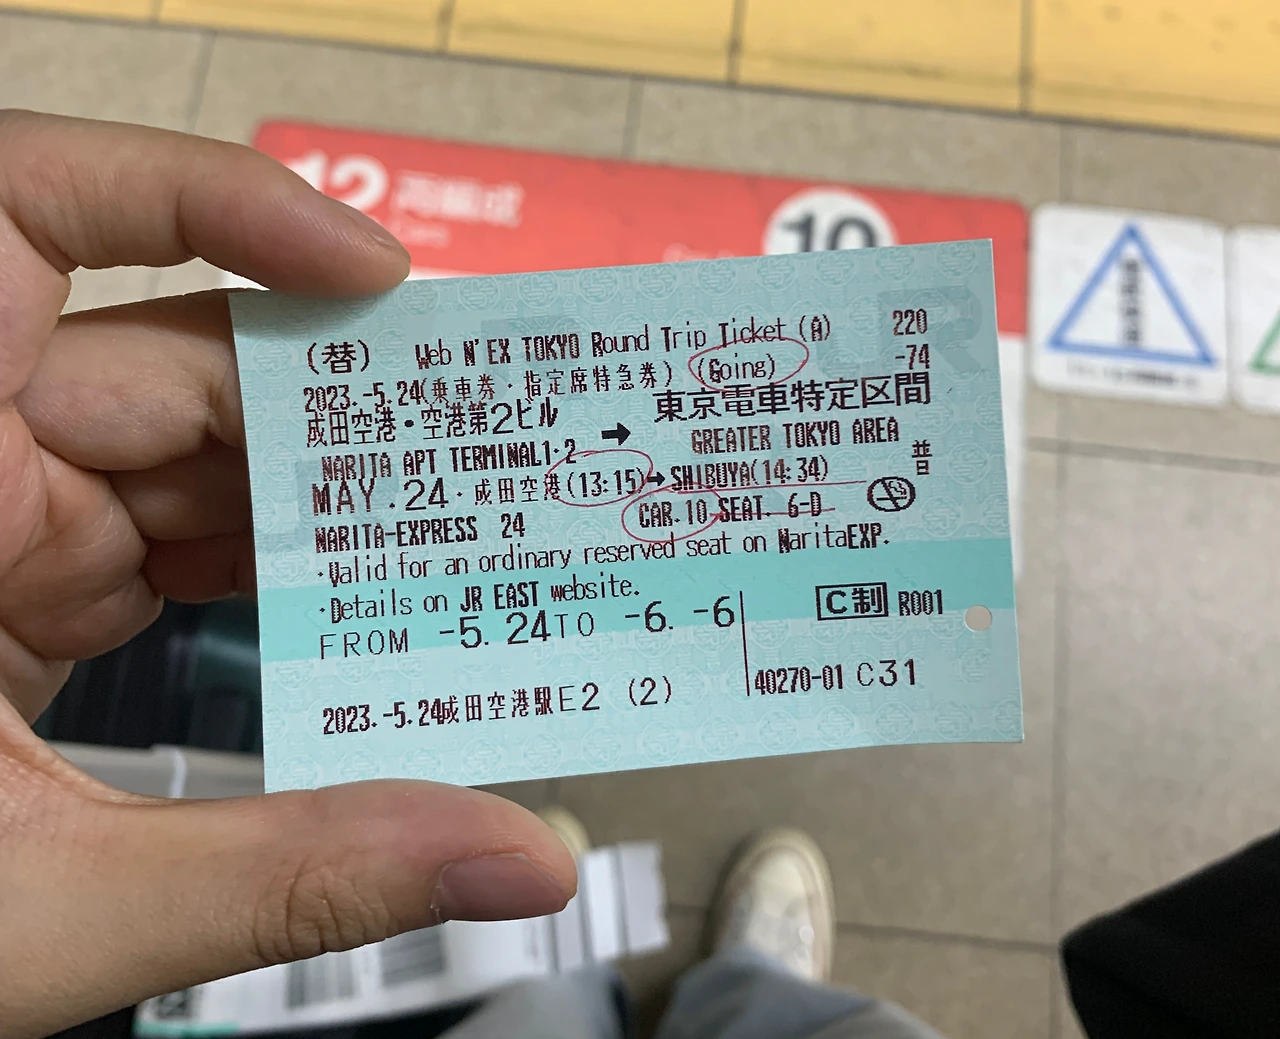 12 両編成
Cars
10
(替) Web N'EX TOKYO Round Trip Ticket (A) 220
2023.-5.24(乗車券・指定席特急券) (Going) -74
成田空港・空港第2ビル → 東京電車特定区間
NARITA APT TERMINAL1・2 GREATER TOKYO AREA
普
MAY.24・成田空港(13:15)→SHIBUYA(14:34)
NARITA-EXPRESS 24 CAR.10 SEAT. 6-D
・Valid for an ordinary reserved seat on NaritaEXP.
・Details on JR EAST website.
C制 R001
FROM -5. 24TO -6. -6
40270-01 C31
2023.-5.24成田空港駅E2 (2)